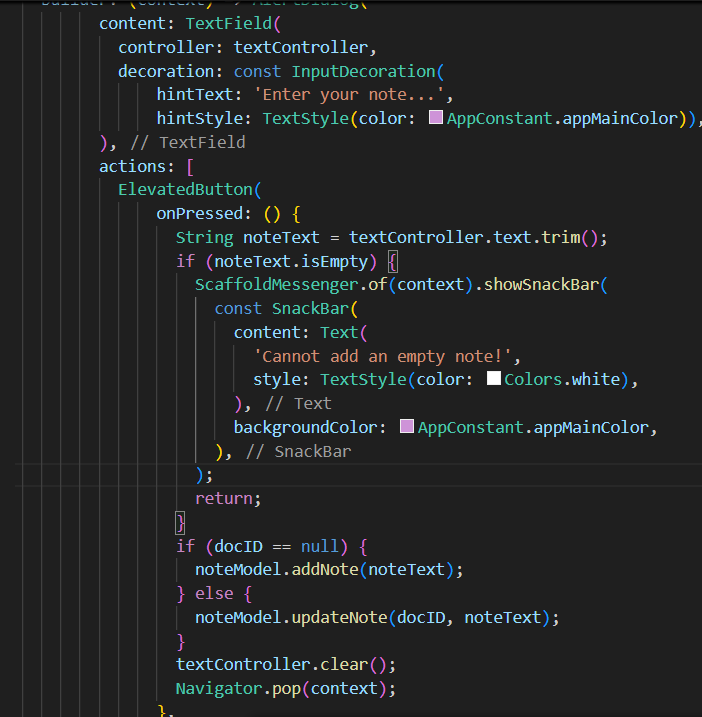 builder: (context) => AlertDialog(
content: TextField(
controller: textController,
decoration: const InputDecoration(
hintText: 'Enter your note...',
hintStyle: TextStyle(color: AppConstant.appMainColor)),
), // TextField
actions: [
ElevatedButton(
onPressed: () {
String noteText = textController.text.trim();
if (noteText.isEmpty) {
ScaffoldMessenger.of(context).showSnackBar(
const SnackBar(
content: Text(
'Cannot add an empty note!',
style: TextStyle(color: Colors.white),
), // Text
backgroundColor: AppConstant.appMainColor,
), // SnackBar
);
return;
}
if (docID == null) {
noteModel.addNote(noteText);
} else {
noteModel.updateNote(docID, noteText);
}
textController.clear();
Navigator.pop(context);
},